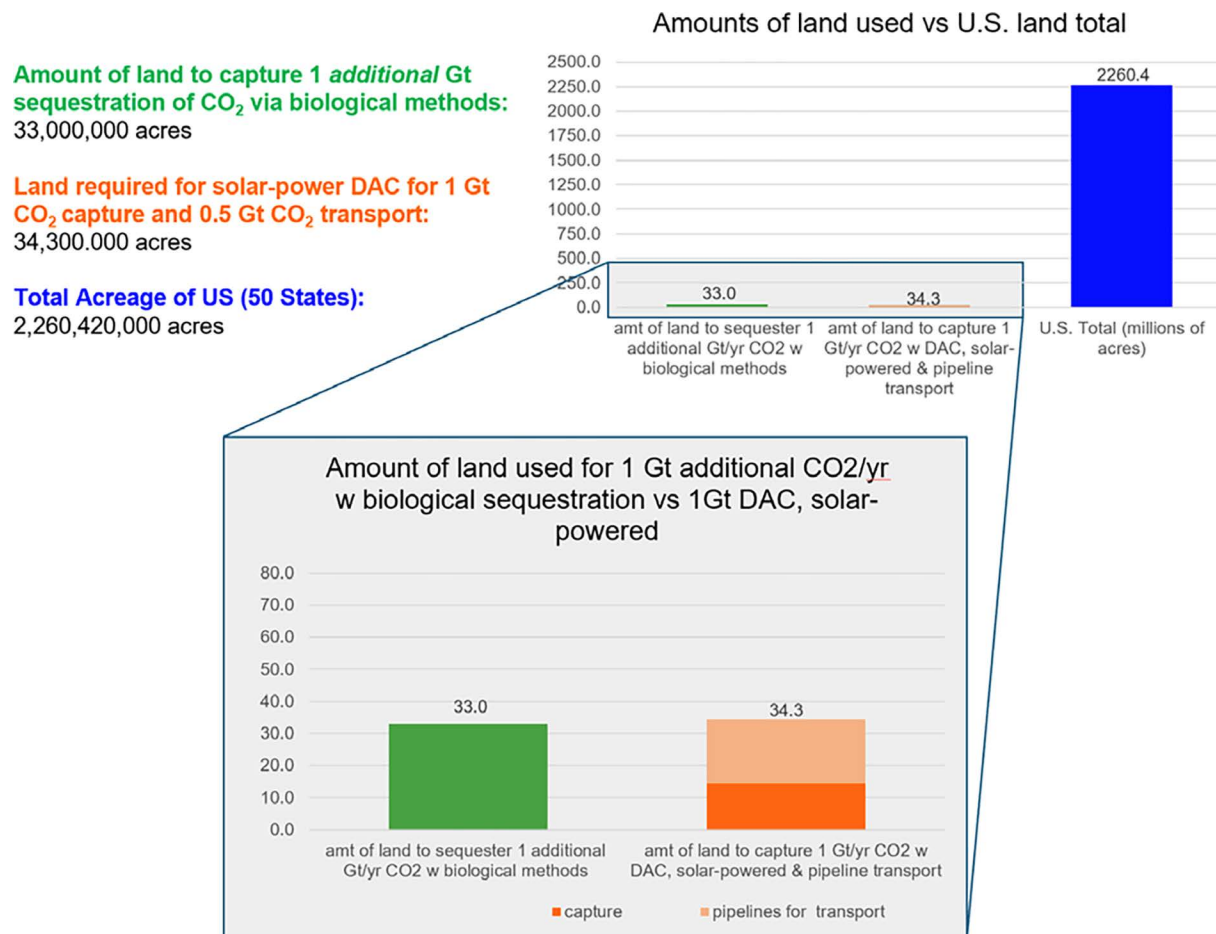 Amounts of land used vs U.S. land total
Amount of land to capture 1 additional Gt
sequestration of CO₂ via biological methods:
33,000,000 acres
Land required for solar-power DAC for 1 Gt
CO₂ capture and 0.5 Gt CO₂ transport:
34,300.000 acres
Total Acreage of US (50 States):
2,260,420,000 acres
2500.0
2250.0
2000.0
1750.0
1500.0
1250.0
1000.0
750.0
500.0
250.0
0.0
33.0
34.3
2260.4
amt of land to sequester 1
additional Gt/yr CO2 w
biological methods
amt of land to capture 1
Gt/yr CO2 w DAC, solar-
powered & pipeline
transport
U.S. Total (millions of
acres)
Amount of land used for 1 Gt additional CO2/yr
w biological sequestration vs 1Gt DAC, solar-
powered
80.0
70.0
60.0
50.0
40.0
30.0
20.0
10.0
0.0
33.0
34.3
amt of land to sequester 1 additional
Gt/yr CO2 w biological methods
amt of land to capture 1 Gt/yr CO2 w
DAC, solar-powered & pipeline transport
capture
pipelines for transport